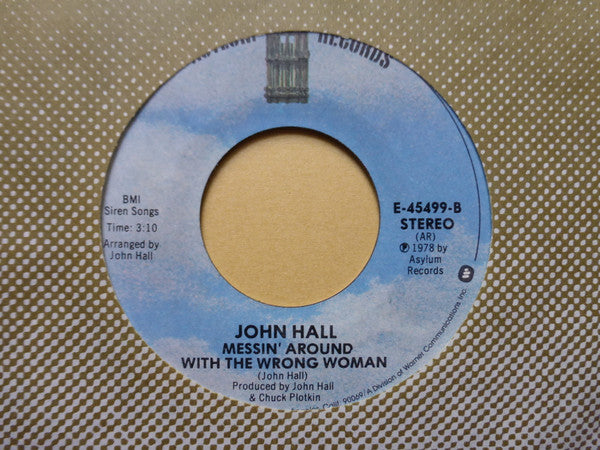 RECORDS
BMI
Siren Songs
Time: 3:10
Arranged by
John Hall
E-45499-B
STEREO
(AR)
℗ 1978 by
Asylum
Records
JOHN HALL
MESSIN' AROUND
WITH THE WRONG WOMAN
(John Hall)
Produced by John Hall
& Chuck Plotkin
Calif. 90069/A Division of Warner Communications Inc.